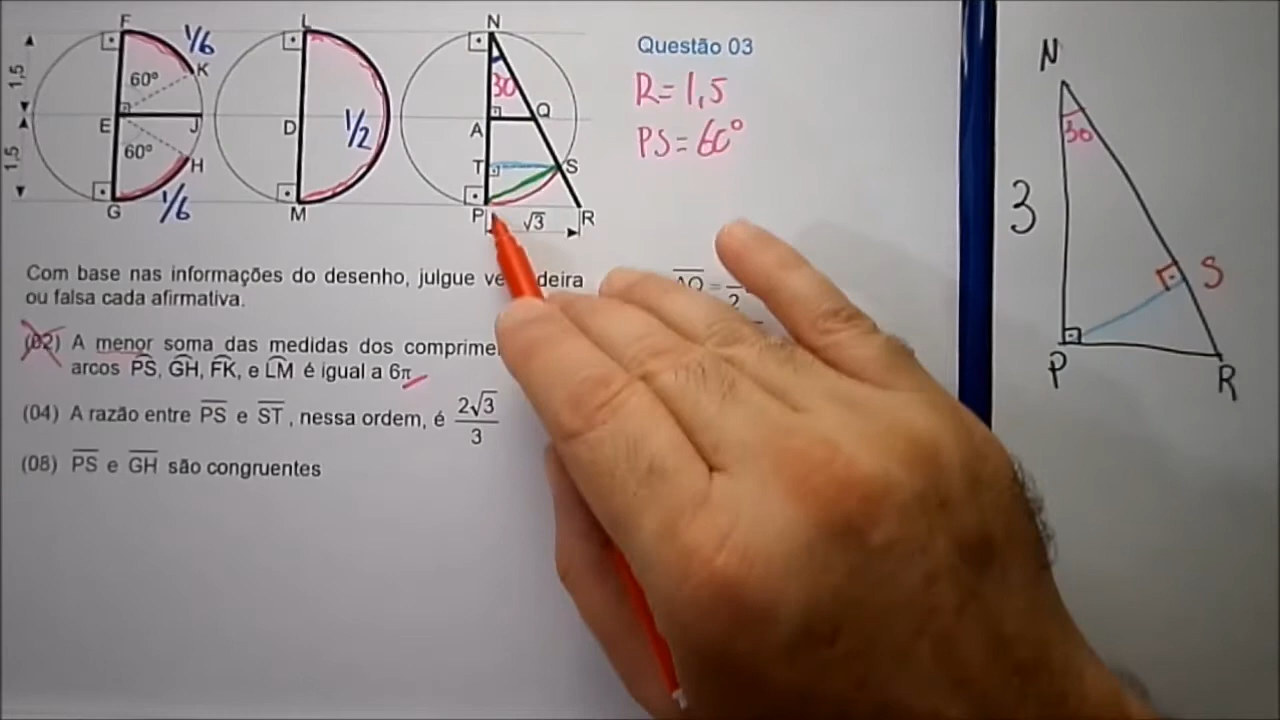 F
1/6
1,5
60°
K
E
J
1,5
60°
H
G
1/6
L
D
1/2
M
N
30
Q
A
T
S
P
√3
R
Questão 03
R=1,5
PS=60°
N
30
3
S
P
R
Com base nas informações do desenho, julgue ve deira
ou falsa cada afirmativa.
(02) A menor soma das medidas dos comprime
arcos PS, GH, FK, e LM é igual a 6π
(04) A razão entre PS e ST, nessa ordem, é 2√3/3
(08) PS e GH são congruentes
AQ = 2